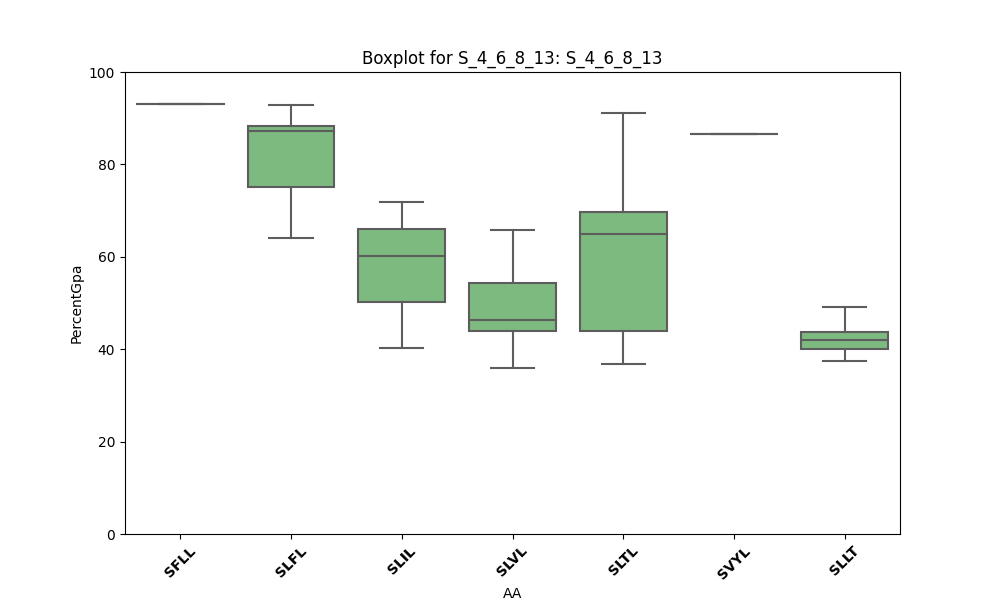 Boxplot for S_4_6_8_13: S_4_6_8_13
100
80
60
40
20
0
PercentGpa
SFLL
SLFL
SLIL
SLVL
SLTL
SVYL
SLLT
AA